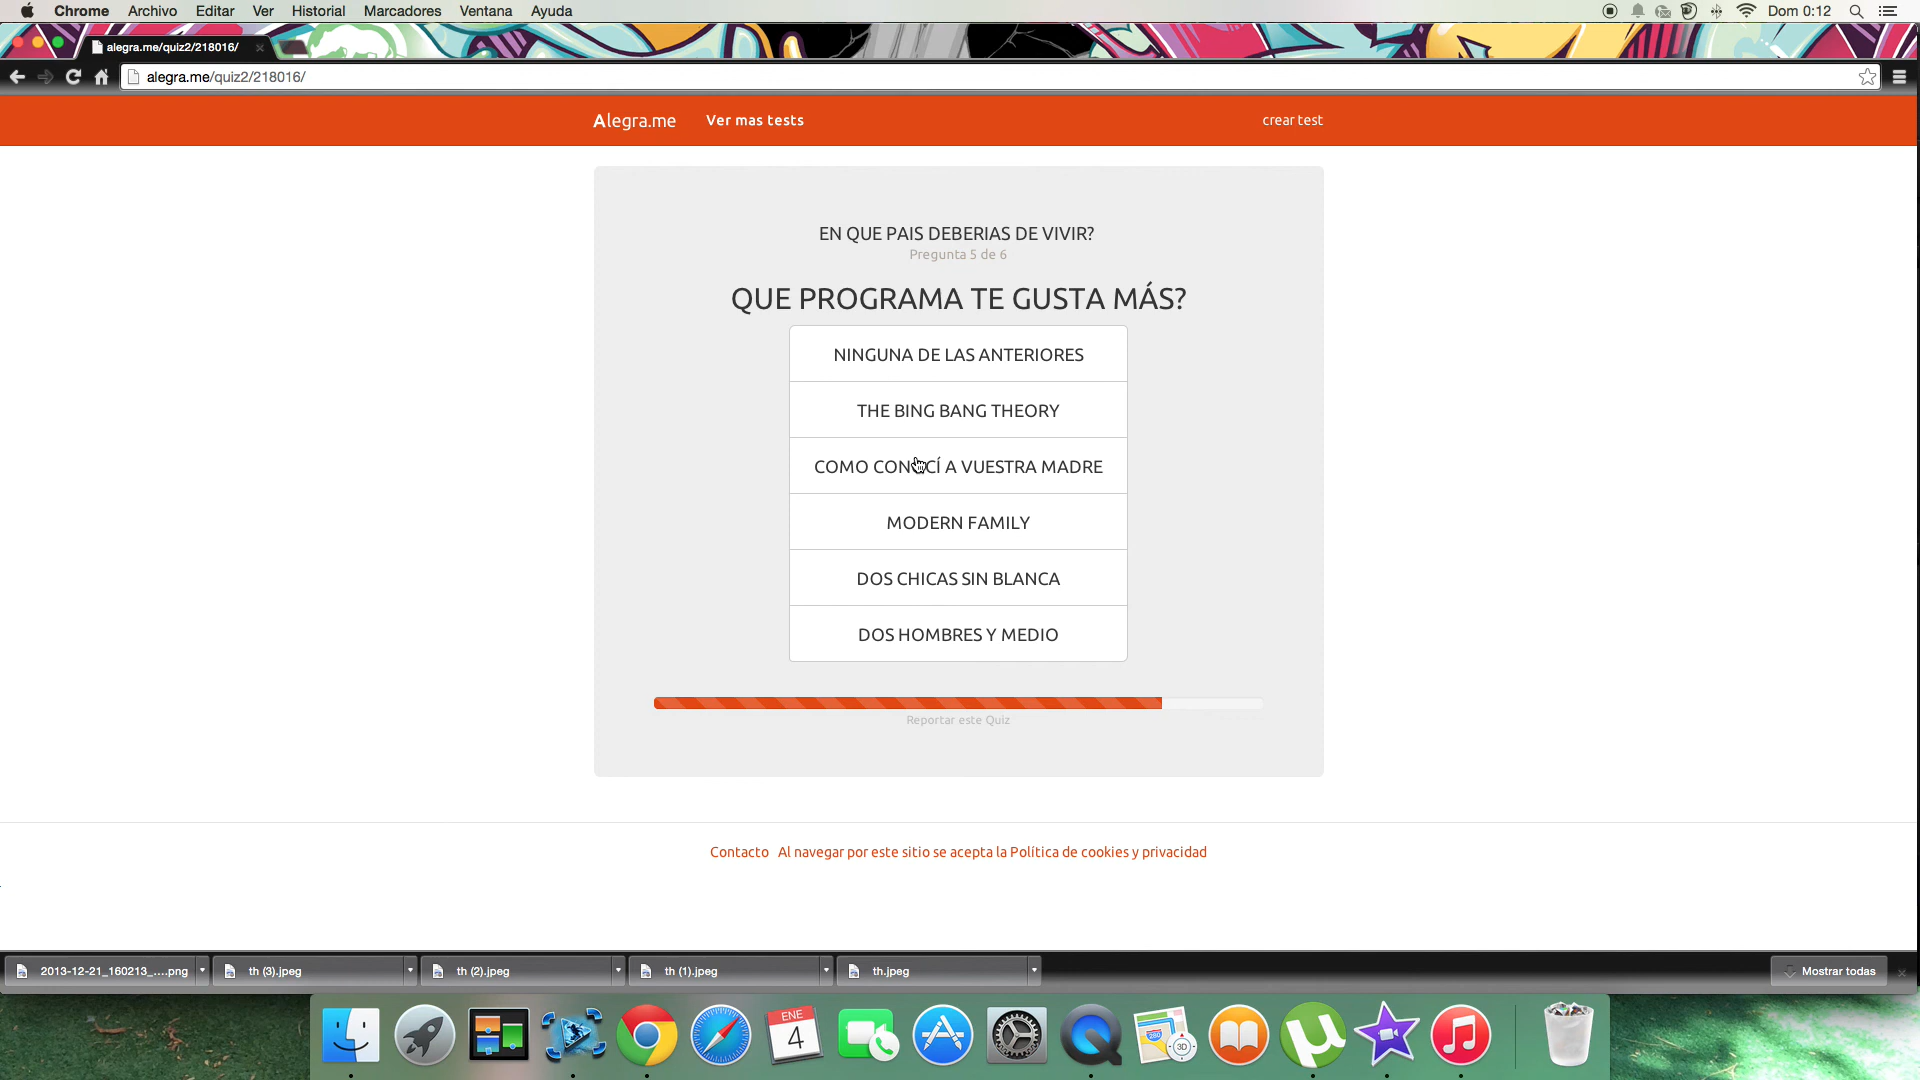 Chrome Archivo Editar Ver Historial Marcadores Ventana Ayuda Dom 0:12
alegra.me/quiz2/218016/
alegra.me/quiz2/218016/
Alegra.me Ver mas tests crear test
EN QUE PAIS DEBERIAS DE VIVIR?
Pregunta 5 de 6
QUE PROGRAMA TE GUSTA MÁS?
NINGUNA DE LAS ANTERIORES
THE BING BANG THEORY
COMO CONOCÍ A VUESTRA MADRE
MODERN FAMILY
DOS CHICAS SIN BLANCA
DOS HOMBRES Y MEDIO
Reportar este Quiz
Contacto Al navegar por este sitio se acepta la Política de cookies y privacidad
2013-12-21_160213_....png th (3).jpeg th (2).jpeg th (1).jpeg th.jpeg Mostrar todas
ENE
4
280
3D